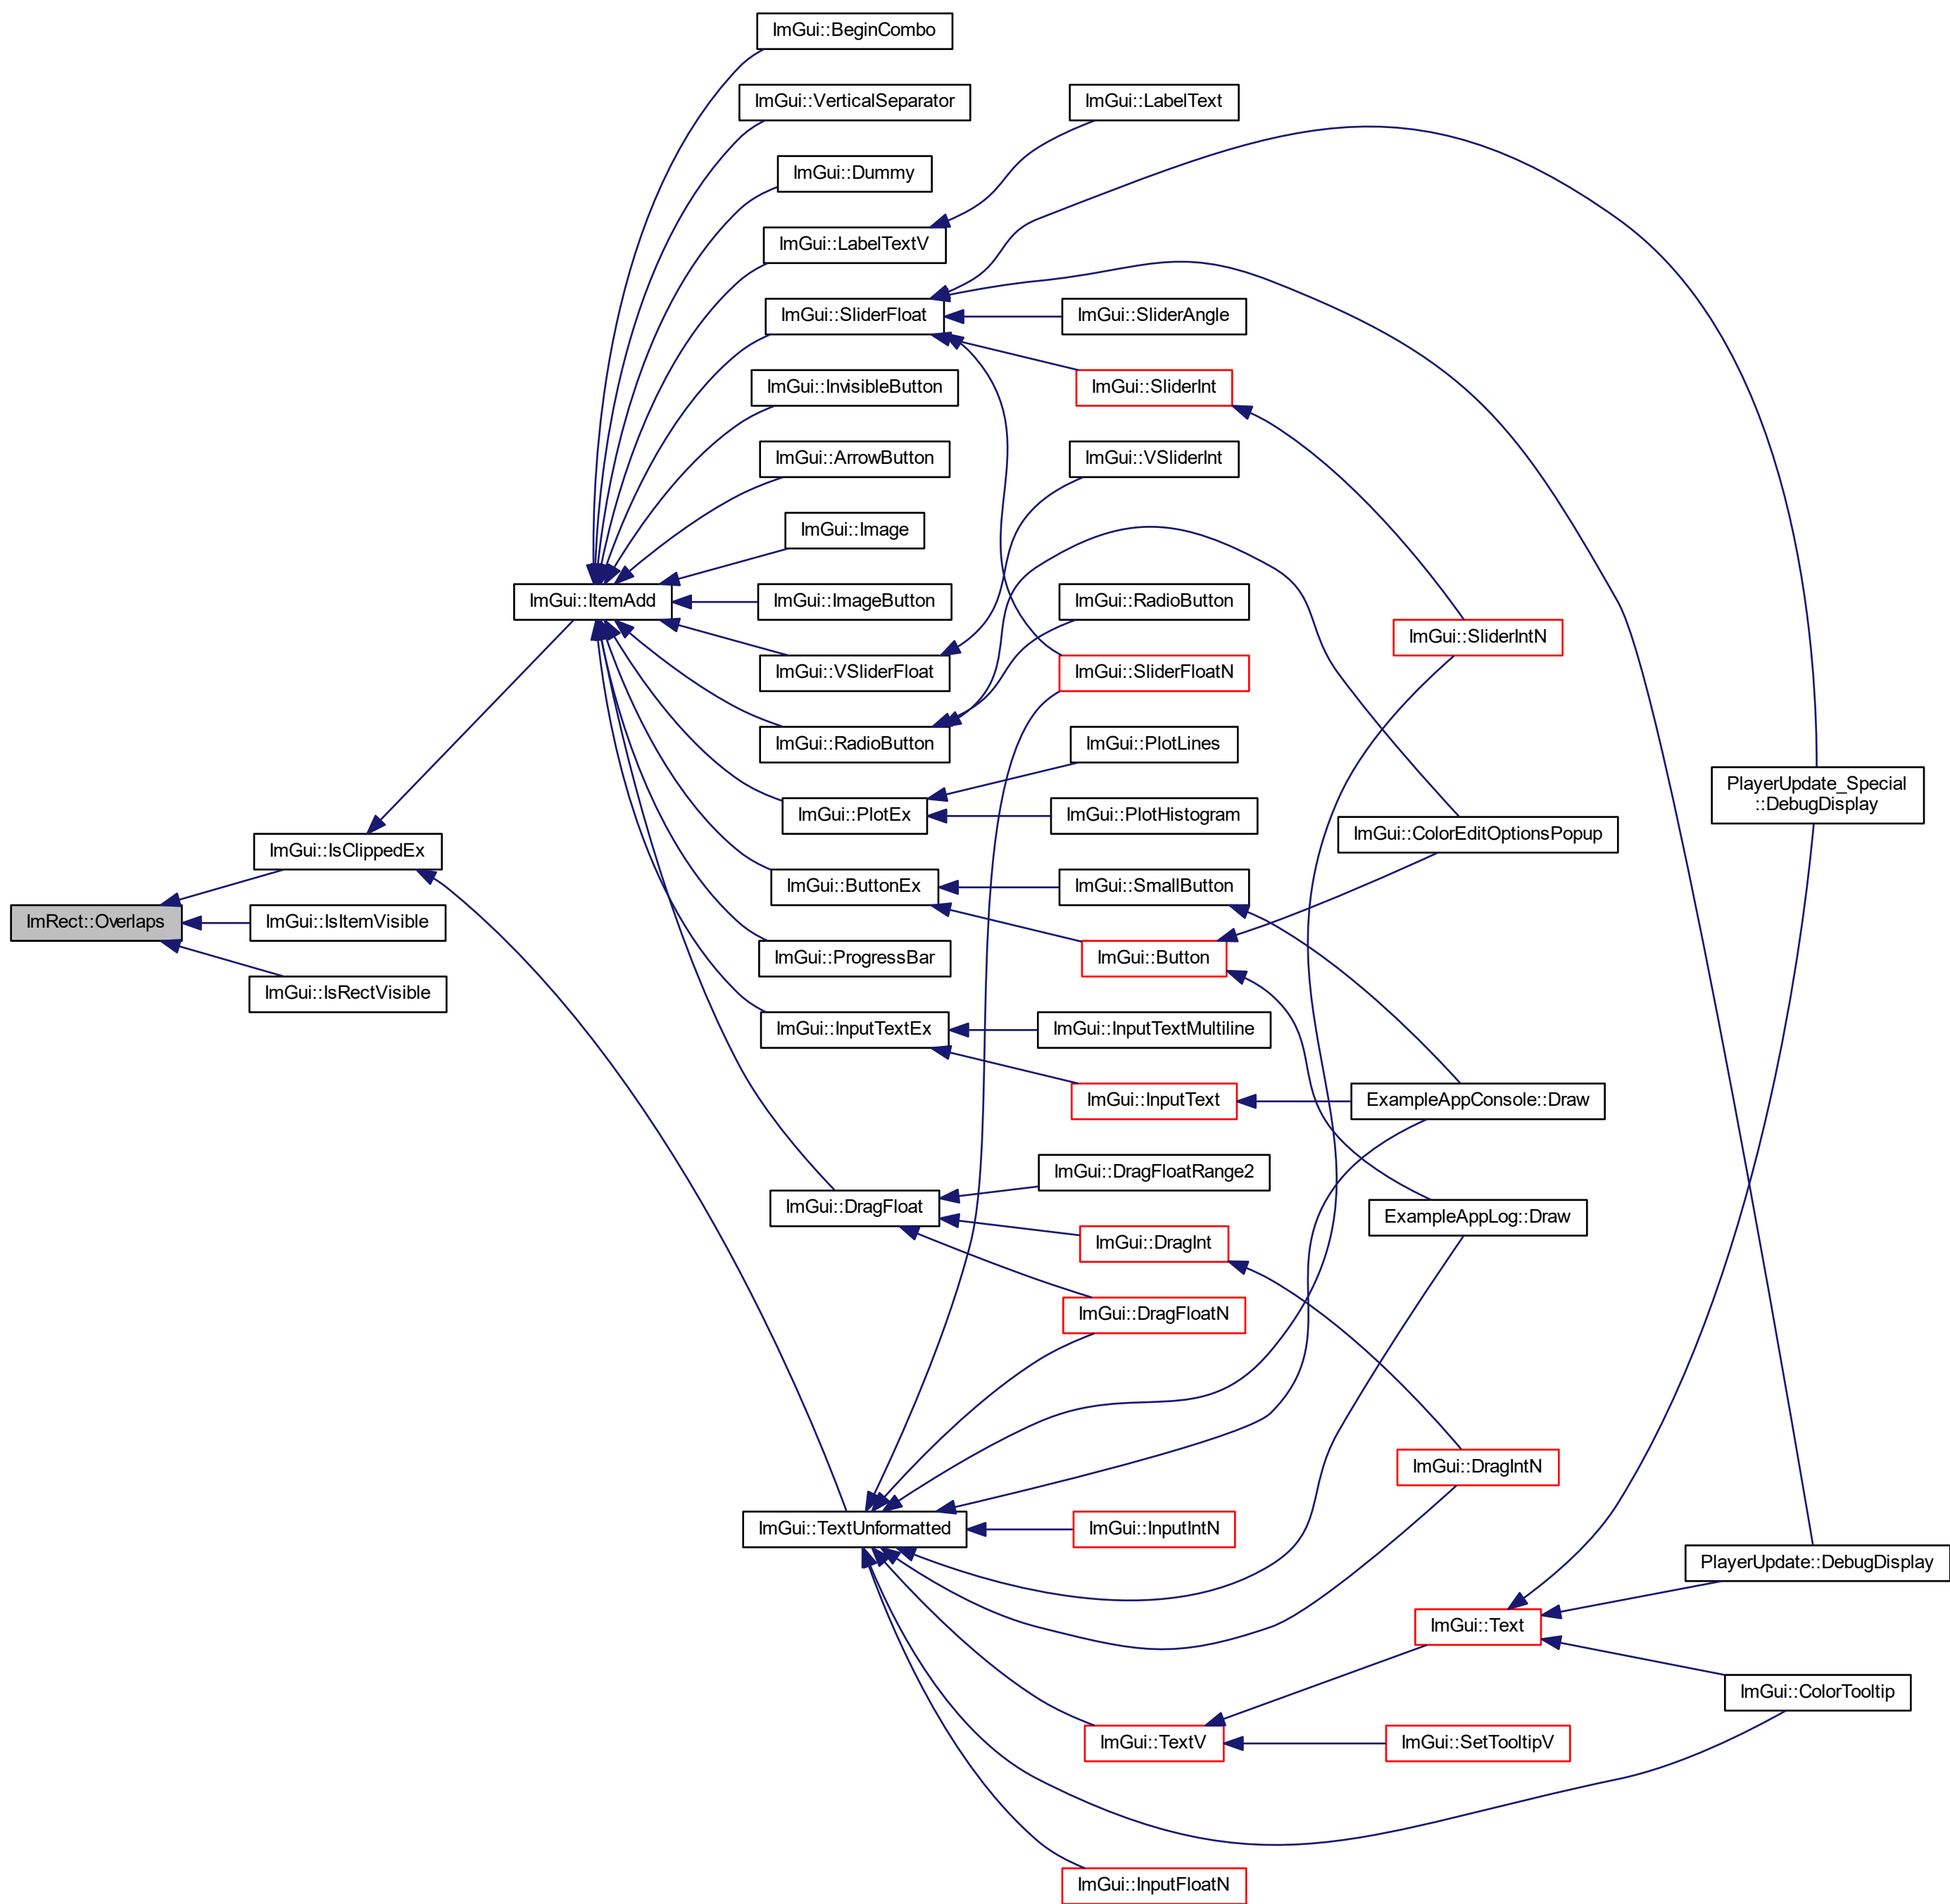 ImGui::BeginCombo
ImGui::VerticalSeparator
ImGui::LabelText
ImGui::Dummy
ImGui::LabelTextV
ImGui::SliderFloat
ImGui::SliderAngle
ImGui::InvisibleButton
ImGui::SliderInt
ImGui::ArrowButton
ImGui::VSliderInt
ImGui::Image
ImGui::ItemAdd
ImGui::ImageButton
ImGui::RadioButton
ImGui::SliderIntN
ImGui::VSliderFloat
ImGui::SliderFloatN
ImGui::RadioButton
ImGui::PlotLines
PlayerUpdate_Special
::DebugDisplay
ImGui::PlotEx
ImGui::PlotHistogram
ImGui::ColorEditOptionsPopup
ImGui::IsClippedEx
ImGui::ButtonEx
ImGui::SmallButton
ImRect::Overlaps
ImGui::IsItemVisible
ImGui::ProgressBar
ImGui::Button
ImGui::IsRectVisible
ImGui::InputTextEx
ImGui::InputTextMultiline
ImGui::InputText
ExampleAppConsole::Draw
ImGui::DragFloatRange2
ImGui::DragFloat
ExampleAppLog::Draw
ImGui::DragInt
ImGui::DragFloatN
ImGui::DragIntN
ImGui::TextUnformatted
ImGui::InputIntN
PlayerUpdate::DebugDisplay
ImGui::Text
ImGui::ColorTooltip
ImGui::TextV
ImGui::SetTooltipV
ImGui::InputFloatN